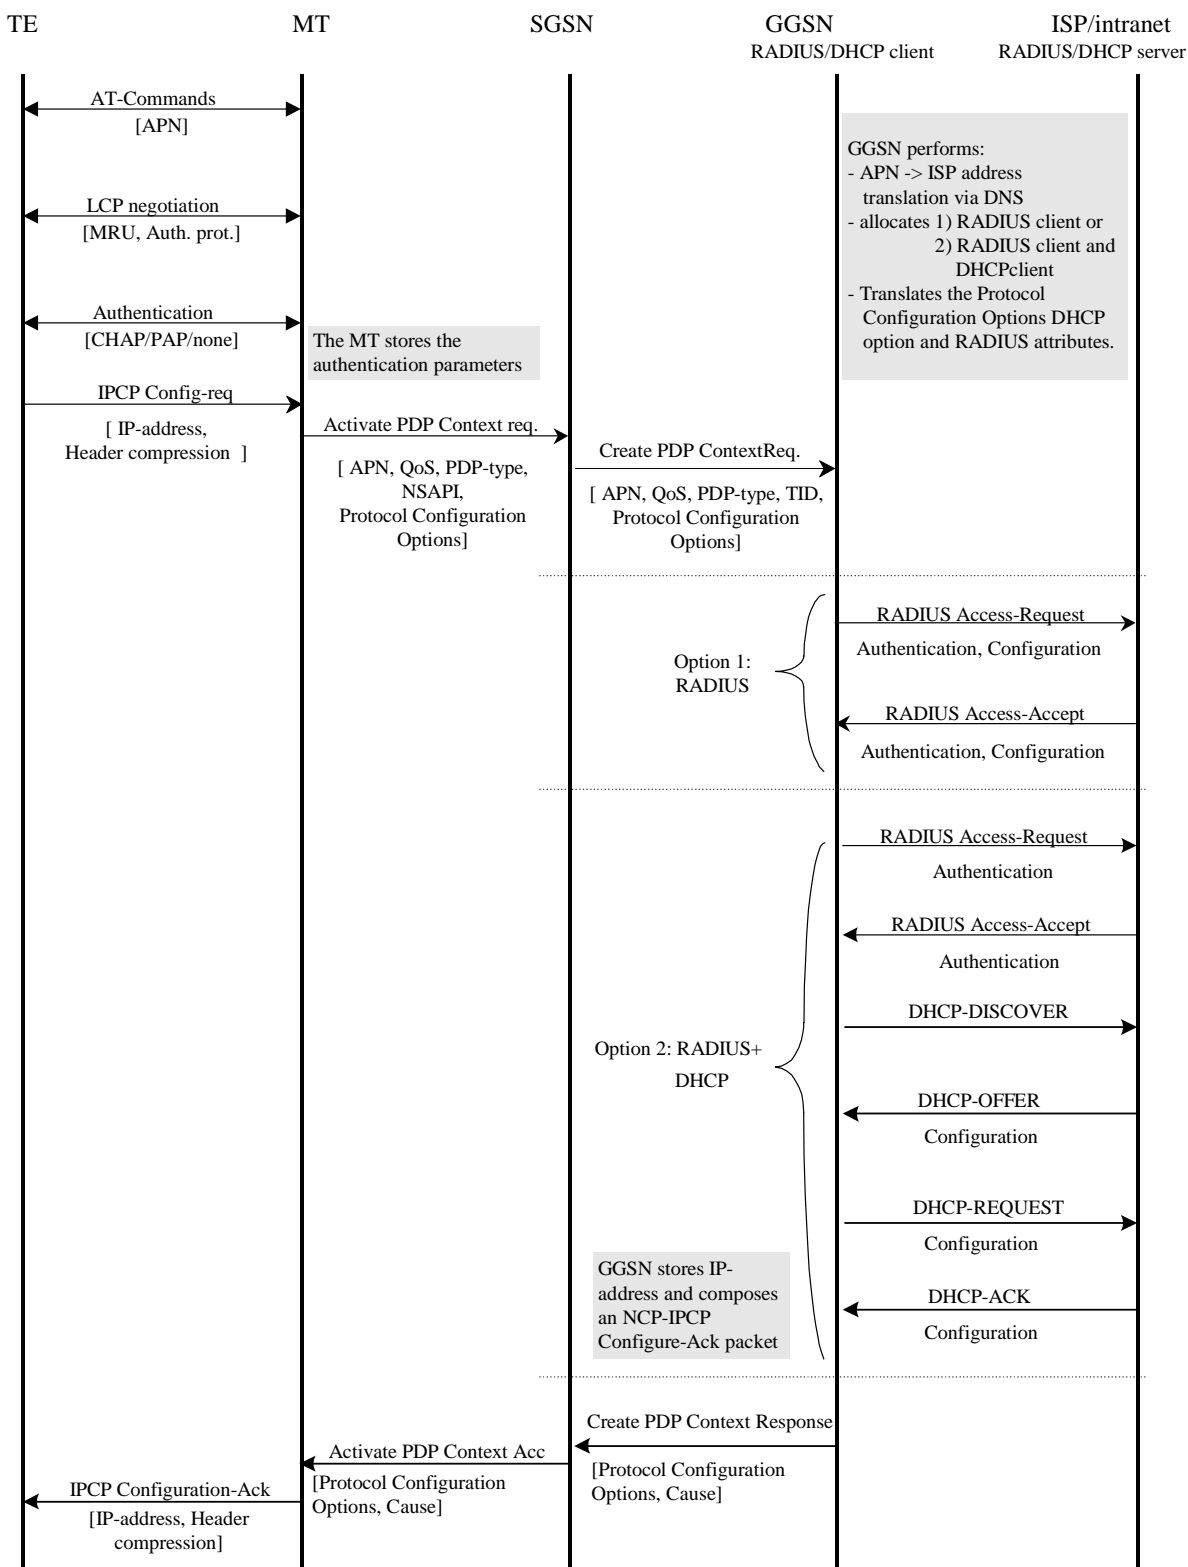 TE
MT
SGSN
GGSN
RADIUS/DHCP client
ISP/intranet
RADIUS/DHCP server
AT-Commands
[APN]
LCP negotiation
[MRU, Auth. prot.]
Authentication
[CHAP/PAP/none]
The MT stores the
authentication parameters
GGSN performs:
- APN -> ISP address
translation via DNS
- allocates 1) RADIUS client or
2) RADIUS client and
DHCPclient
- Translates the Protocol
Configuration Options DHCP
option and RADIUS attributes.
IPCP Config-req
[ IP-address,
Header compression ]
Activate PDP Context req.
[ APN, QoS, PDP-type,
NSAPI,
Protocol Configuration
Options]
Create PDP ContextReq.
[ APN, QoS, PDP-type, TID,
Protocol Configuration
Options]
Option 1:
RADIUS
RADIUS Access-Request
Authentication, Configuration
RADIUS Access-Accept
Authentication, Configuration
Option 2: RADIUS+
DHCP
RADIUS Access-Request
Authentication
RADIUS Access-Accept
Authentication
DHCP-DISCOVER
DHCP-OFFER
Configuration
DHCP-REQUEST
Configuration
DHCP-ACK
Configuration
GGSN stores IP-
address and composes
an NCP-IPCP
Configure-Ack packet
Create PDP Context Response
[Protocol Configuration
Options, Cause]
Activate PDP Context Acc
[Protocol Configuration
Options, Cause]
IPCP Configuration-Ack
[IP-address, Header
compression]